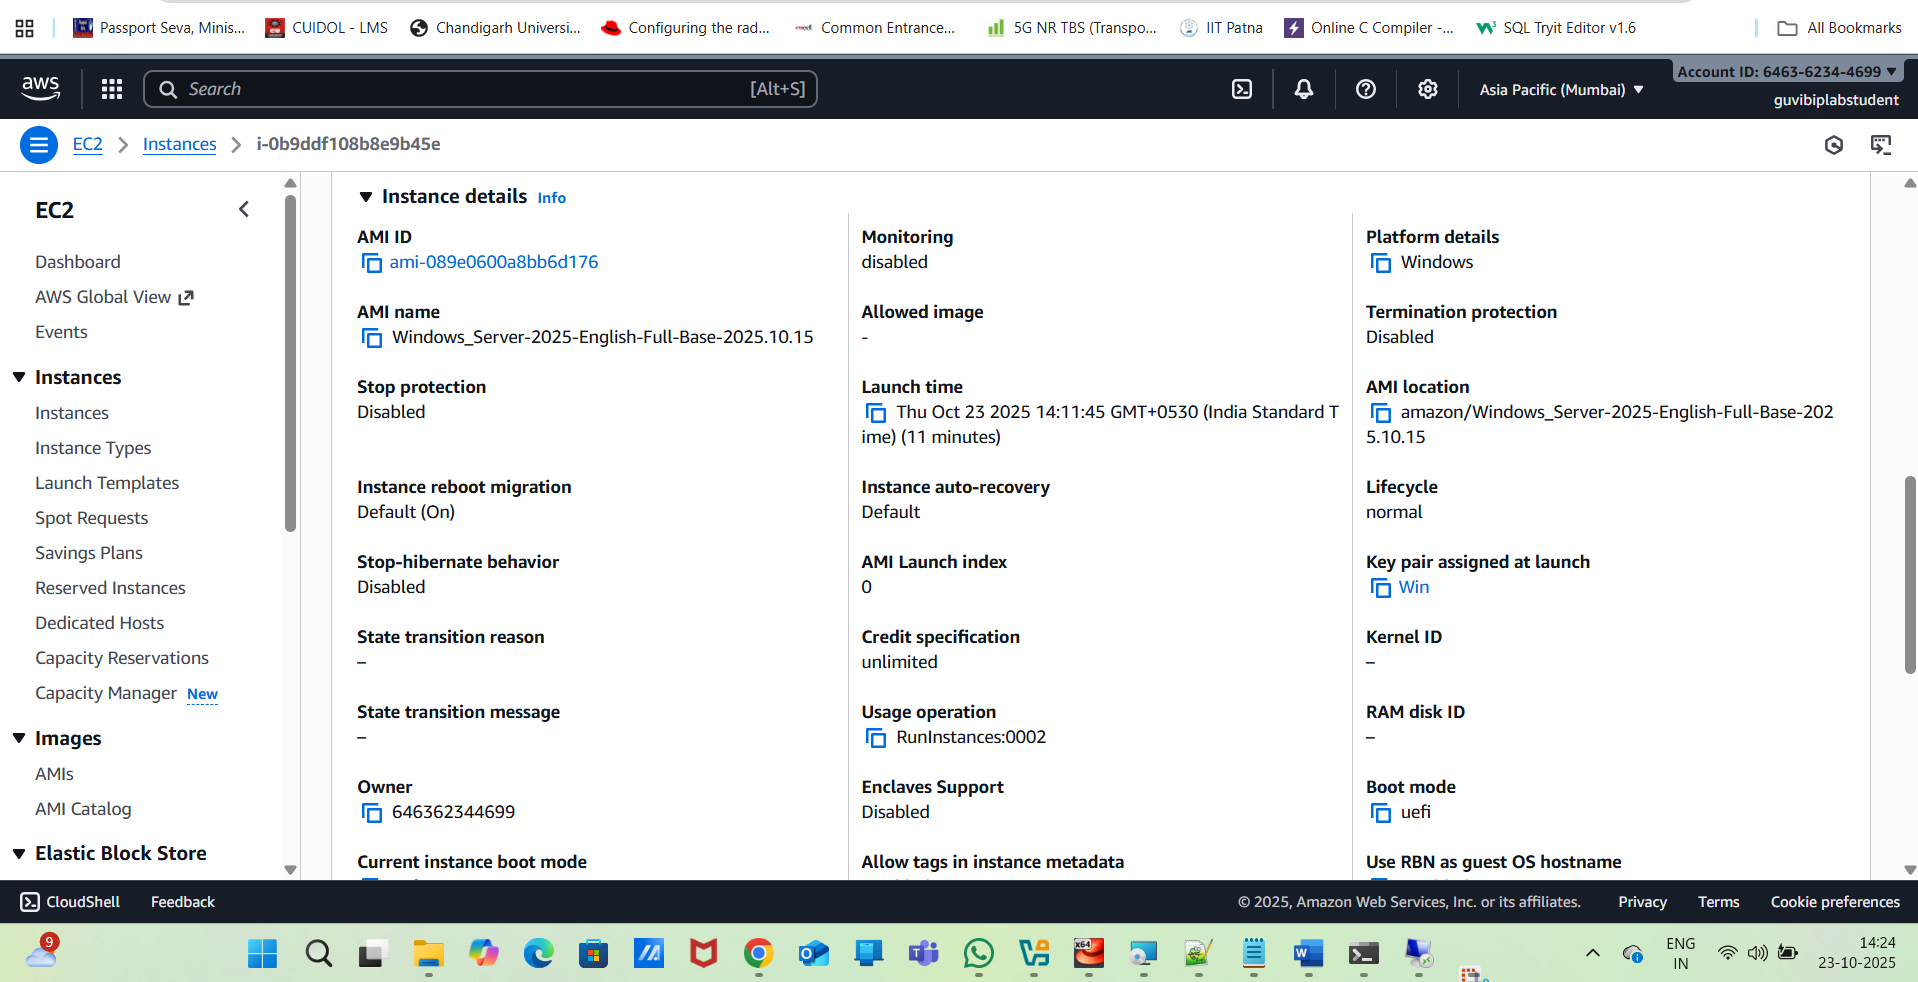 Passport Seva, Minis...
CUIDOL - LMS
Chandigarh Universi...
Configuring the rad...
Common Entrance...
5G NR TBS (Transpo...
IIT Patna
Online C Compiler -...
SQL Tryit Editor v1.6
All Bookmarks
aws
Search
[Alt+S]
Asia Pacific (Mumbai)
Account ID: 6463-6234-4699
guvibiplabstudent
EC2
Instances
i-0b9ddf108b8e9b45e
EC2
Dashboard
AWS Global View
Events
Instances
Instances
Instance Types
Launch Templates
Spot Requests
Savings Plans
Reserved Instances
Dedicated Hosts
Capacity Reservations
Capacity Manager New
Images
AMIs
AMI Catalog
Elastic Block Store
Instance details Info
AMI ID
ami-089e0600a8bb6d176
Monitoring
disabled
Platform details
Windows
AMI name
Windows_Server-2025-English-Full-Base-2025.10.15
Allowed image
-
Termination protection
Disabled
Stop protection
Disabled
Launch time
Thu Oct 23 2025 14:11:45 GMT+0530 (India Standard T
ime) (11 minutes)
AMI location
amazon/Windows_Server-2025-English-Full-Base-202
5.10.15
Instance reboot migration
Default (On)
Instance auto-recovery
Default
Lifecycle
normal
Stop-hibernate behavior
Disabled
AMI Launch index
0
Key pair assigned at launch
Win
State transition reason
–
Credit specification
unlimited
Kernel ID
–
State transition message
–
Usage operation
RunInstances:0002
RAM disk ID
–
Owner
646362344699
Enclaves Support
Disabled
Boot mode
uefi
Current instance boot mode
Allow tags in instance metadata
Use RBN as guest OS hostname
CloudShell
Feedback
© 2025, Amazon Web Services, Inc. or its affiliates.
Privacy
Terms
Cookie preferences
9
ENG
IN
14:24
23-10-2025